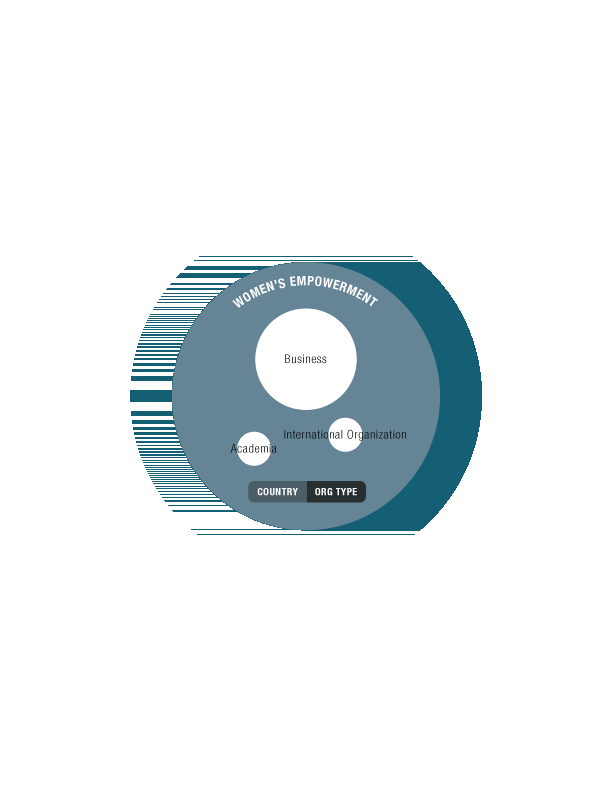 WOMEN'S EMPOWERMENT
Business
International Organization
Academia
COUNTRY ORG TYPE